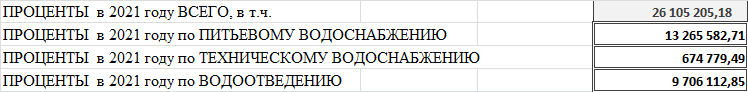 ПРОЦЕНТЫ в 2021 году ВСЕГО, в т.ч. 26 105 205,18
ПРОЦЕНТЫ в 2021 году по ПИТЬЕВОМУ ВОДОСНАБЖЕНИЮ 13 265 582,71
ПРОЦЕНТЫ в 2021 году по ТЕХНИЧЕСКОМУ ВОДОСНАБЖЕНИЮ 674 779,49
ПРОЦЕНТЫ в 2021 году по ВОДООТВЕДЕНИЮ 9 706 112,85